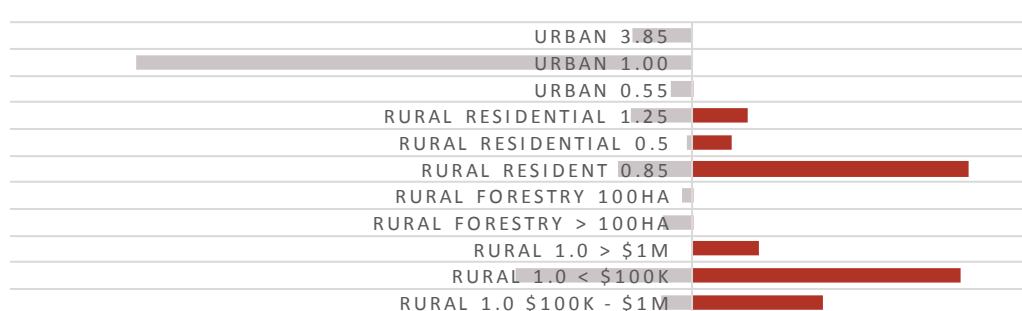 URBAN 3.85
URBAN 1.00
URBAN 0.55
RURAL RESIDENTIAL 1.25
RURAL RESIDENTIAL 0.5
RURAL RESIDENT 0.85
RURAL FORESTRY 100HA
RURAL FORESTRY > 100HA
RURAL 1.0 > $1M
RURAL 1.0 < $100K
RURAL 1.0 $100K - $1M